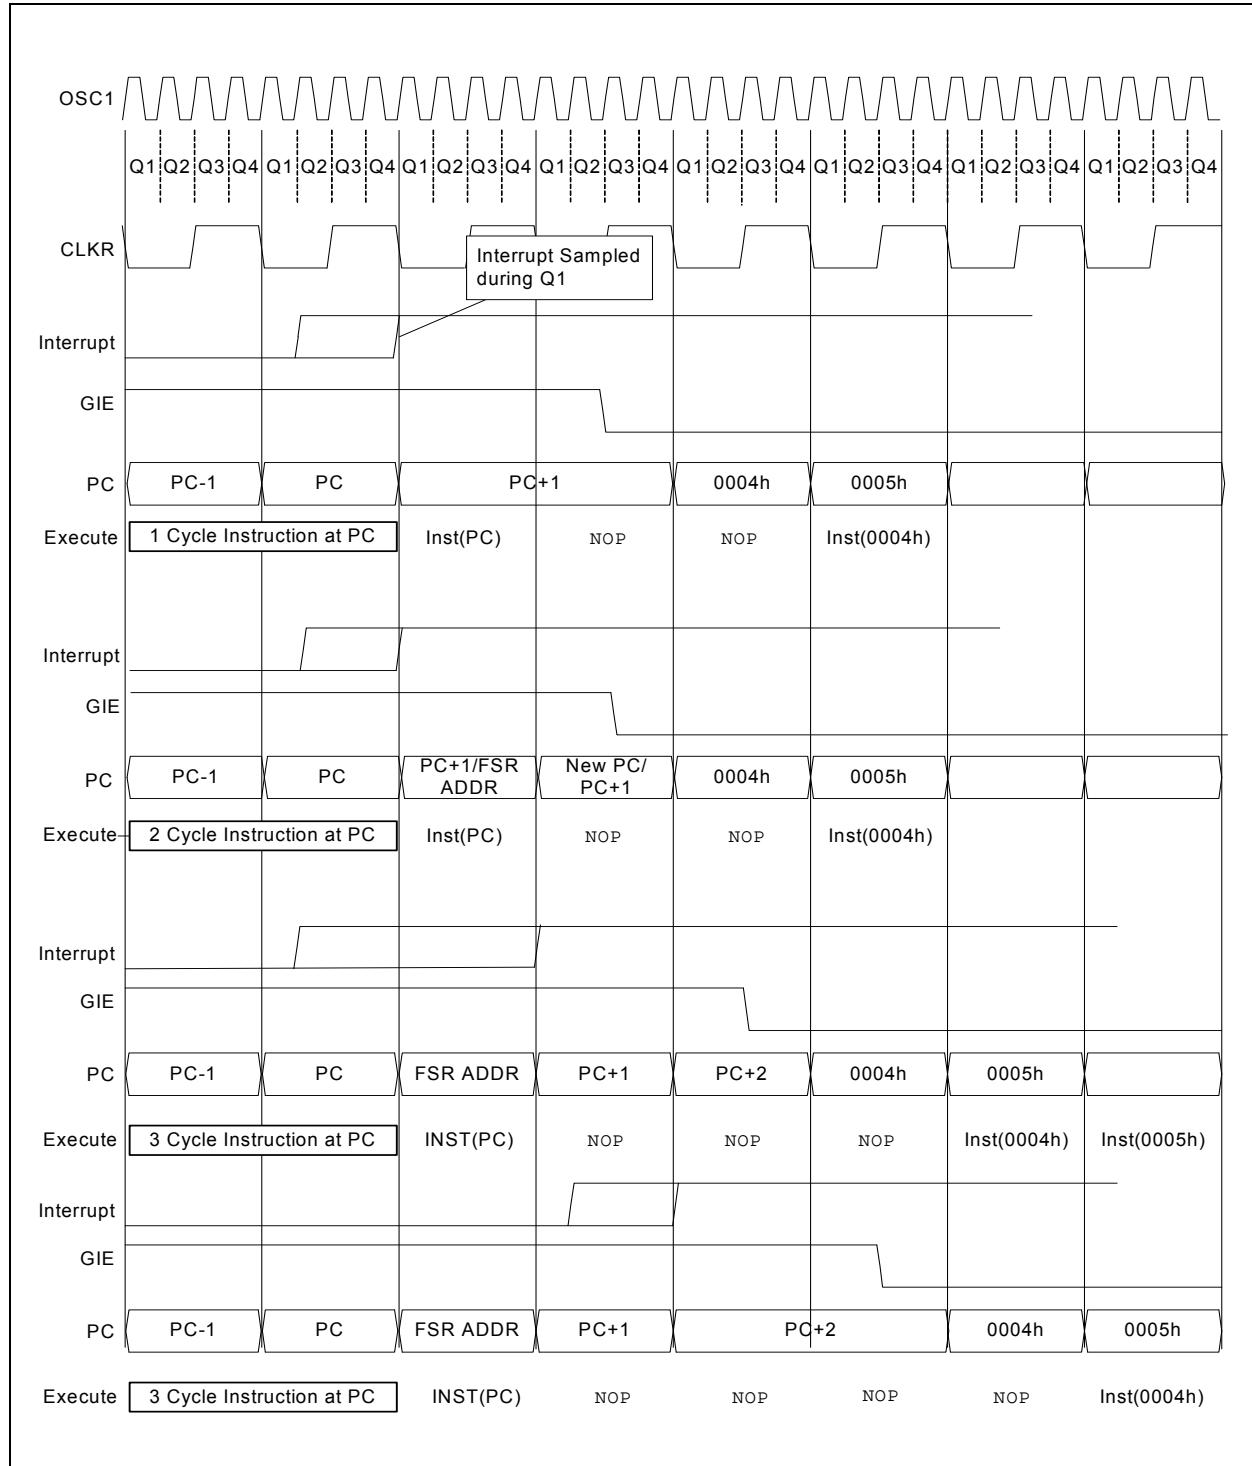 OSC1
Q1 Q2 Q3 Q4 Q1 Q2 Q3 Q4 Q1 Q2 Q3 Q4 Q1 Q2 Q3 Q4 Q1 Q2 Q3 Q4 Q1 Q2 Q3 Q4 Q1 Q2 Q3 Q4 Q1 Q2 Q3 Q4
CLKR
Interrupt Sampled
during Q1
Interrupt
GIE
PC PC-1 PC PC+1 0004h 0005h
Execute 1 Cycle Instruction at PC Inst(PC) NOP NOP Inst(0004h)
Interrupt
GIE
PC PC-1 PC PC+1/FSR ADDR New PC/ PC+1 0004h 0005h
Execute 2 Cycle Instruction at PC Inst(PC) NOP NOP Inst(0004h)
Interrupt
GIE
PC PC-1 PC FSR ADDR PC+1 PC+2 0004h 0005h
Execute 3 Cycle Instruction at PC INST(PC) NOP NOP NOP Inst(0004h) Inst(0005h)
Interrupt
GIE
PC PC-1 PC FSR ADDR PC+1 PC+2 0004h 0005h
Execute 3 Cycle Instruction at PC INST(PC) NOP NOP NOP NOP Inst(0004h)